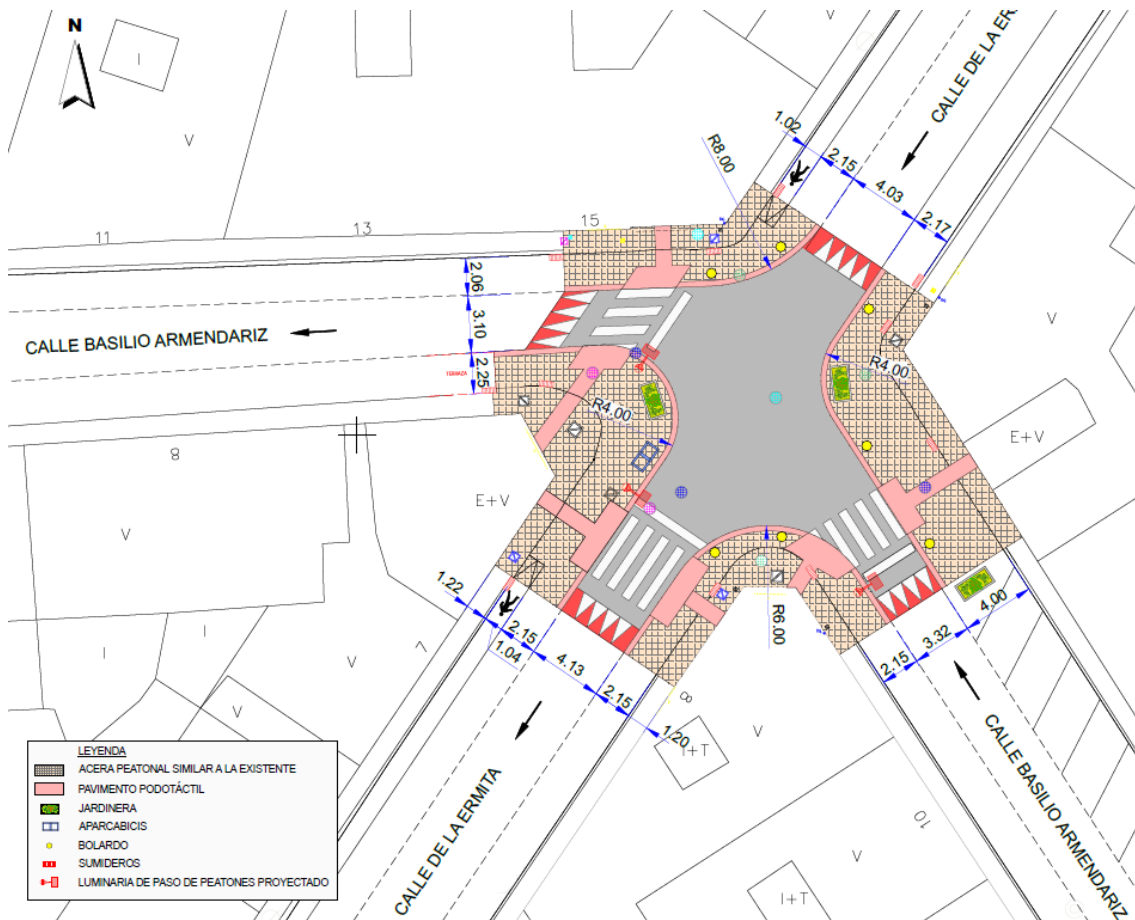 N
I
V
V
CALLE DE LA ERM
1.02
2.15
4.03
2.17
R8.00
11
13
15
V
2.06
3.10
2.25
CALLE BASILIO ARMENDARIZ
TERRAZA
R4.00
R4.00
V
8
V
E+V
E+V
1.22
2.15
1.04
4.13
2.15
1.20
R6.00
2.15
3.32
4.00
I
I
V
7
V
8
I+T
V
10
V
I+T
CALLE DE LA ERMITA
CALLE BASILIO ARMENDARIZ
LEYENDA
ACERA PEATONAL SIMILAR A LA EXISTENTE
PAVIMENTO PODOTÁCTIL
JARDINERA
APARCABICIS
BOLARDO
SUMIDEROS
LUMINARIA DE PASO DE PEATONES PROYECTADO